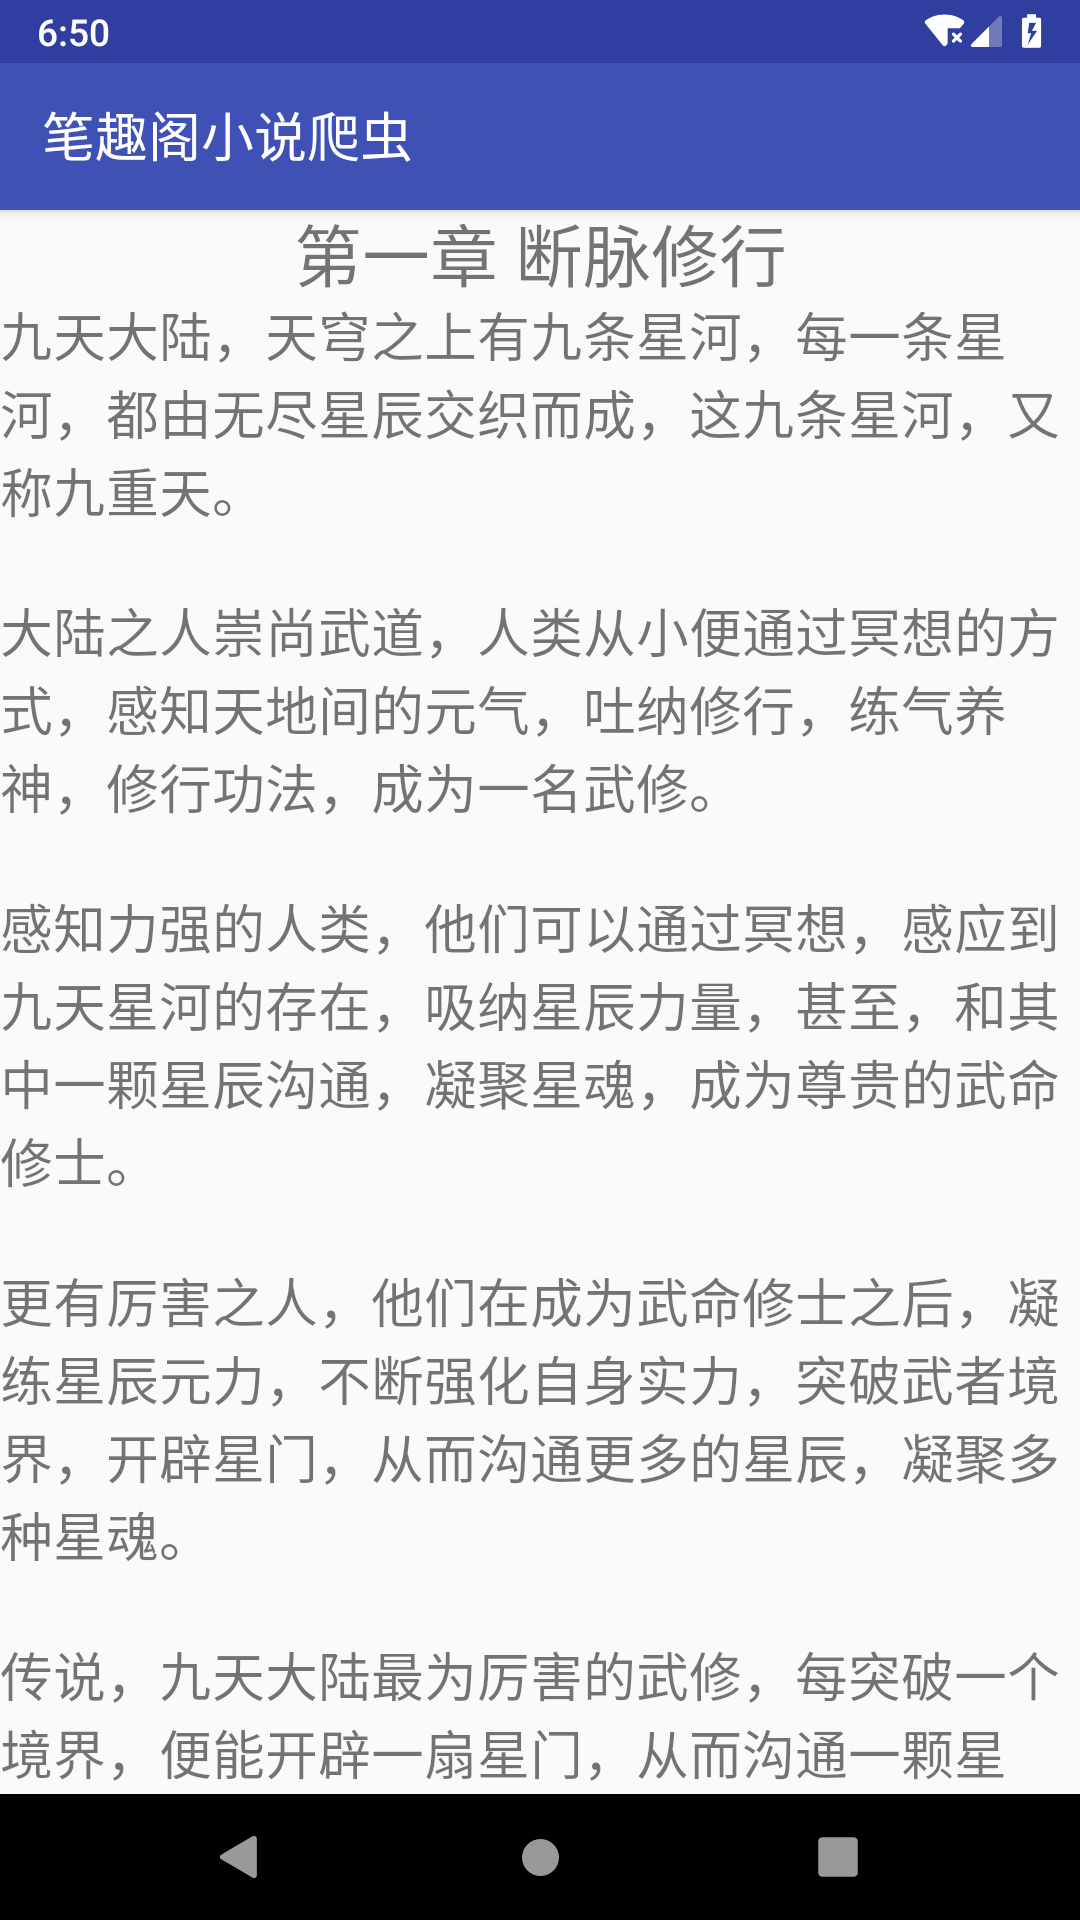 6:50
笔趣阁小说爬虫
第一章 断脉修行
九天大陆，天穹之上有九条星河，每一条星
河，都由无尽星辰交织而成，这九条星河，又
称九重天。
大陆之人崇尚武道，人类从小便通过冥想的方
式，感知天地间的元气，吐纳修行，练气养
神，修行功法，成为一名武修。
感知力强的人类，他们可以通过冥想，感应到
九天星河的存在，吸纳星辰力量，甚至，和其
中一颗星辰沟通，凝聚星魂，成为尊贵的武命
修士。
更有厉害之人，他们在成为武命修士之后，凝
练星辰元力，不断强化自身实力，突破武者境
界，开辟星门，从而沟通更多的星辰，凝聚多
种星魂。
传说，九天大陆最为厉害的武修，每突破一个
境界，便能开辟一扇星门，从而沟通一颗星